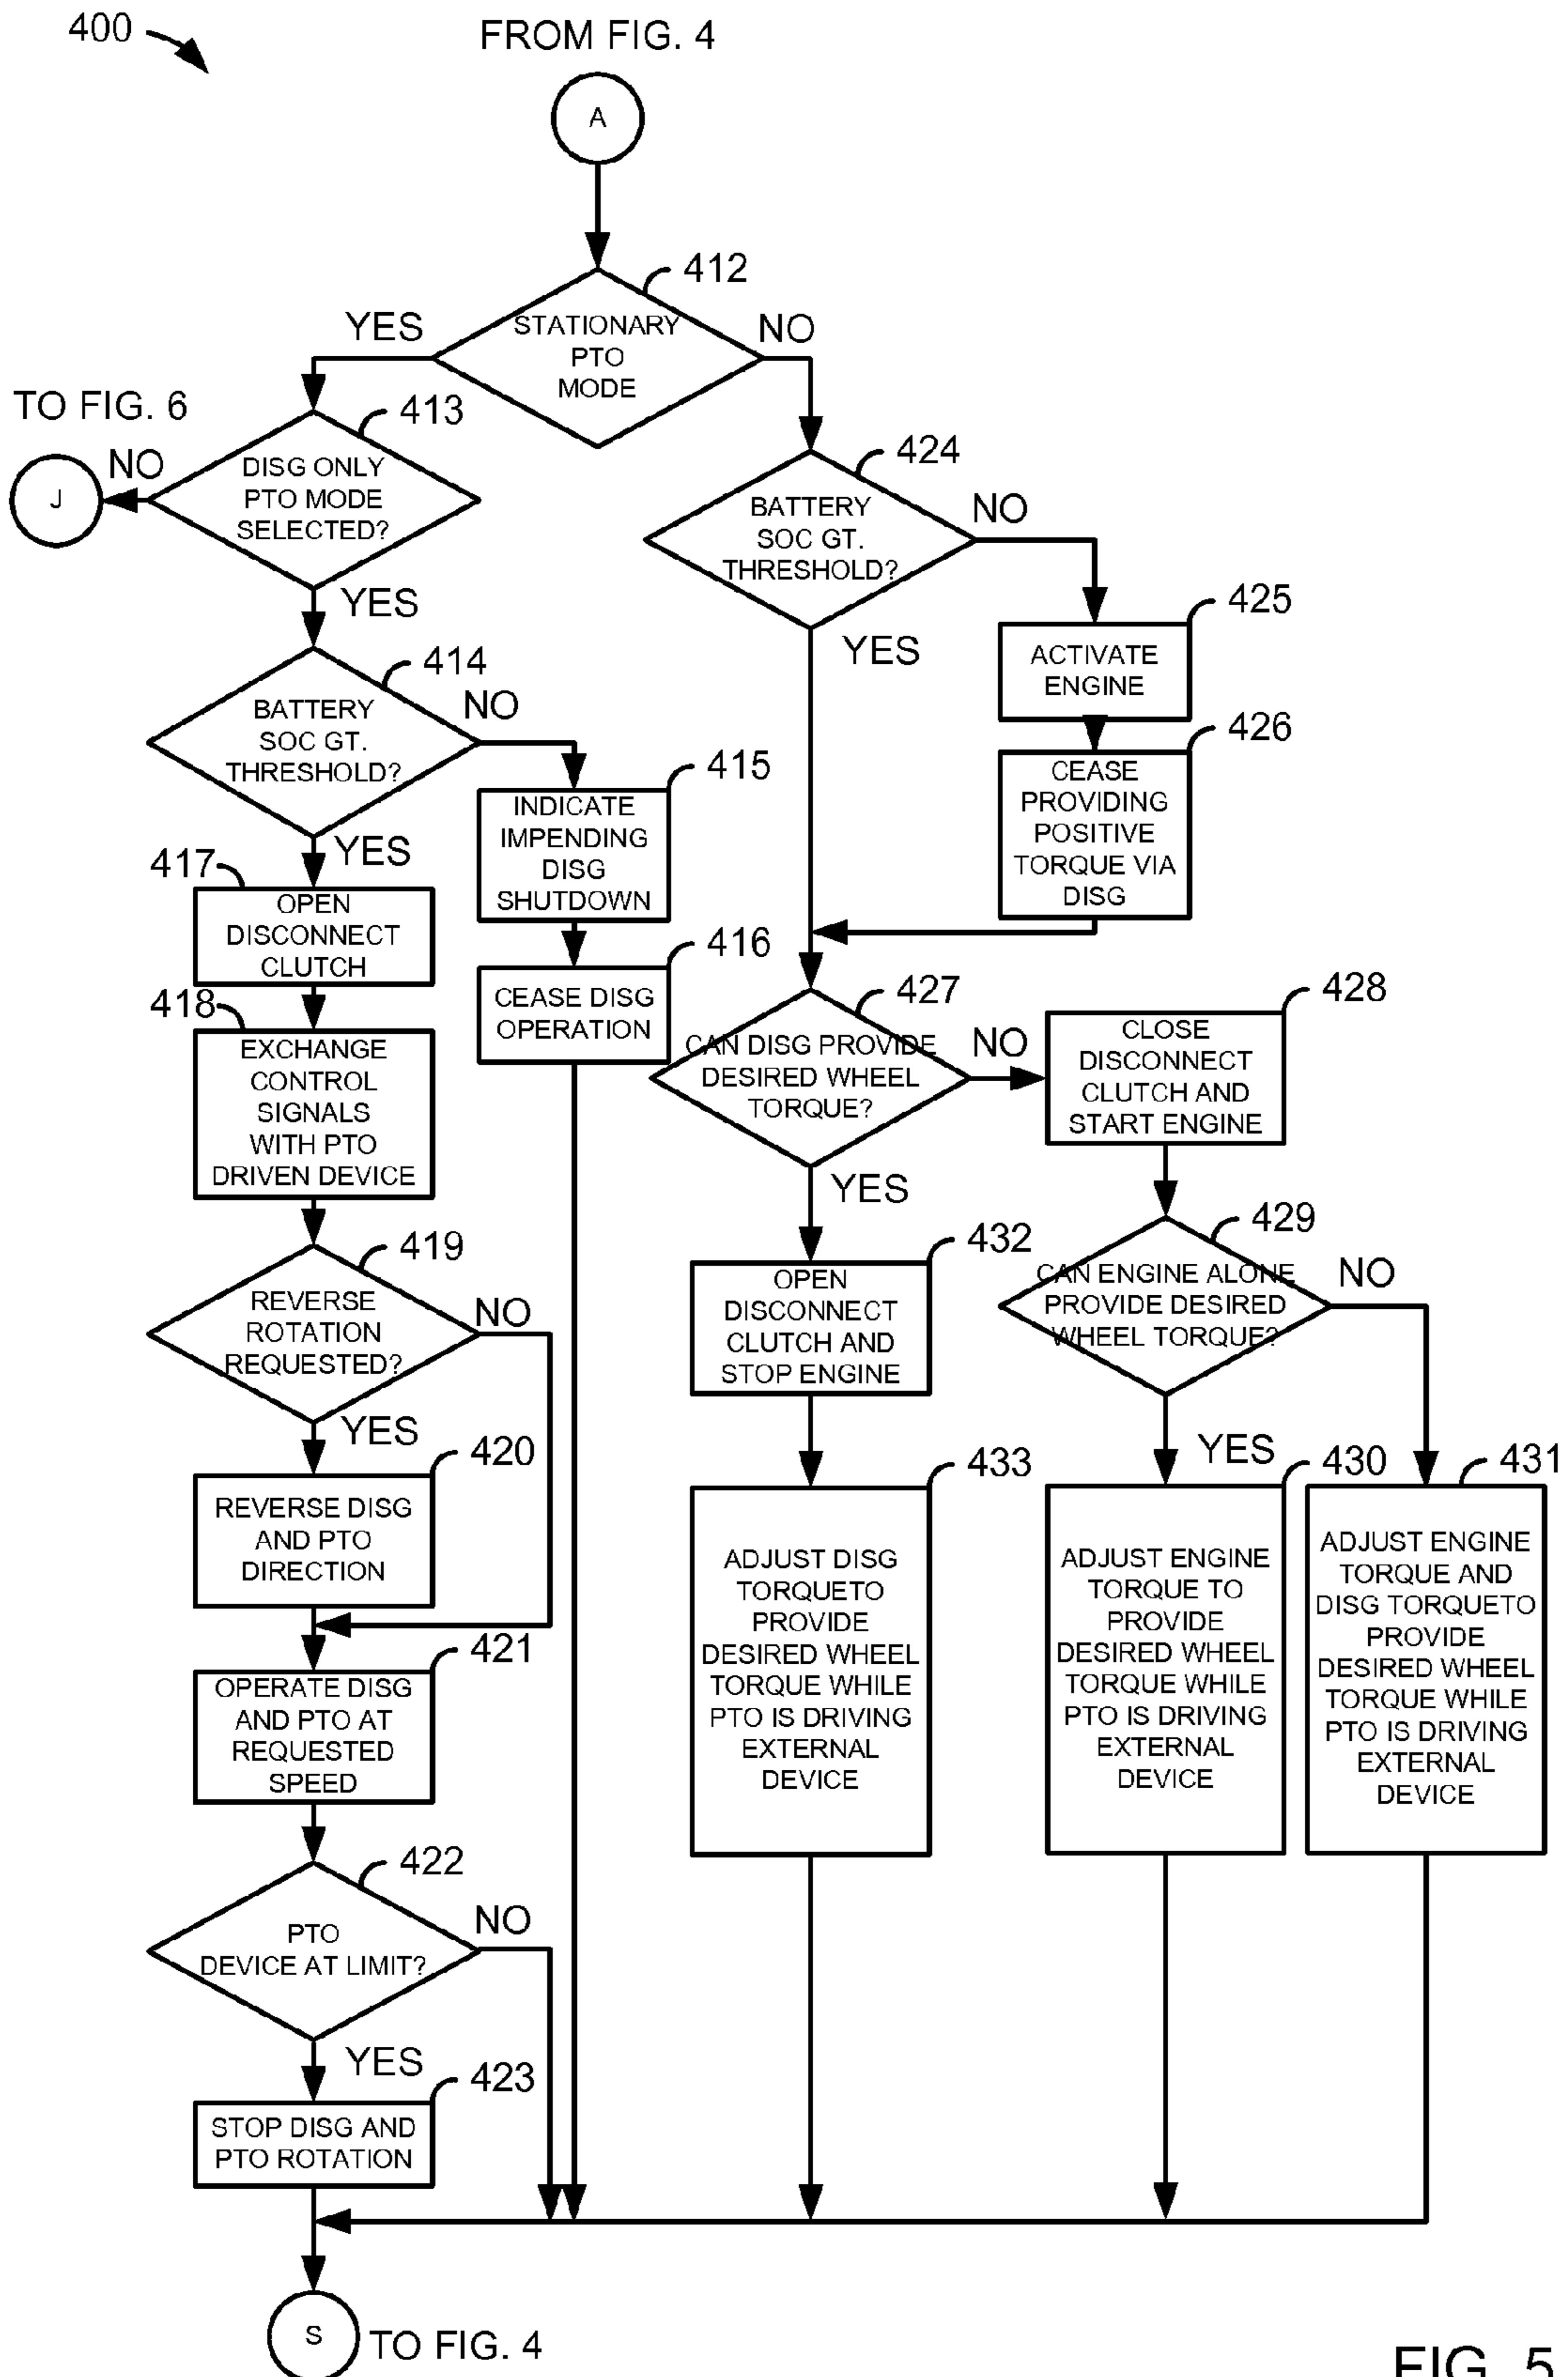 400
FROM FIG. 4
A
412
STATIONARY
PTO
MODE
YES
NO
TO FIG. 6
J
NO
413
DISG ONLY
PTO MODE
SELECTED?
YES
424
BATTERY
SOC GT.
THRESHOLD?
NO
YES
425
ACTIVATE
ENGINE
426
CEASE
PROVIDING
POSITIVE
TORQUE VIA
DISG
414
BATTERY
SOC GT.
THRESHOLD?
NO
YES
415
INDICATE
IMPENDING
DISG
SHUTDOWN
416
CEASE DISG
OPERATION
417
OPEN
DISCONNECT
CLUTCH
418
EXCHANGE
CONTROL
SIGNALS
WITH PTO
DRIVEN DEVICE
419
REVERSE
ROTATION
REQUESTED?
NO
YES
420
REVERSE DISG
AND PTO
DIRECTION
421
OPERATE DISG
AND PTO AT
REQUESTED
SPEED
422
PTO
DEVICE AT LIMIT?
NO
YES
423
STOP DISG AND
PTO ROTATION
427
CAN DISG PROVIDE
DESIRED WHEEL
TORQUE?
NO
YES
428
CLOSE
DISCONNECT
CLUTCH AND
START ENGINE
429
CAN ENGINE ALONE
PROVIDE DESIRED
WHEEL TORQUE?
NO
YES
432
OPEN
DISCONNECT
CLUTCH AND
STOP ENGINE
433
ADJUST DISG
TORQUETO
PROVIDE
DESIRED WHEEL
TORQUE WHILE
PTO IS DRIVING
EXTERNAL
DEVICE
430
ADJUST ENGINE
TORQUE TO
PROVIDE
DESIRED WHEEL
TORQUE WHILE
PTO IS DRIVING
EXTERNAL
DEVICE
431
ADJUST ENGINE
TORQUE AND
DISG TORQUETO
PROVIDE
DESIRED WHEEL
TORQUE WHILE
PTO IS DRIVING
EXTERNAL
DEVICE
S
TO FIG. 4
FIG. 5